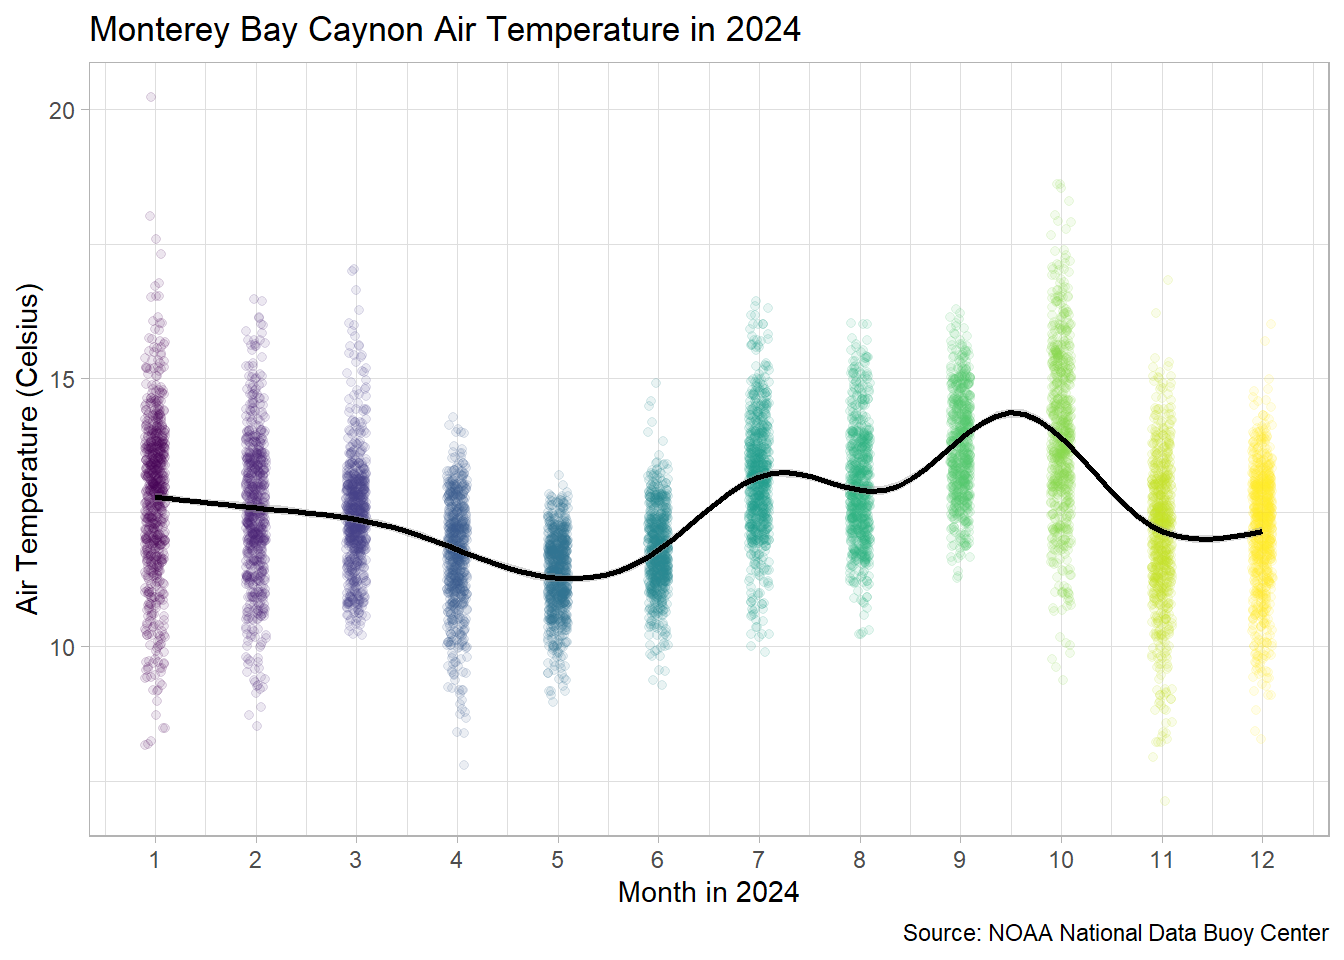 Monterey Bay Caynon Air Temperature in 2024
Air Temperature (Celsius)
20
15
10
1 2 3 4 5 6 7 8 9 10 11 12
Month in 2024
Source: NOAA National Data Buoy Center